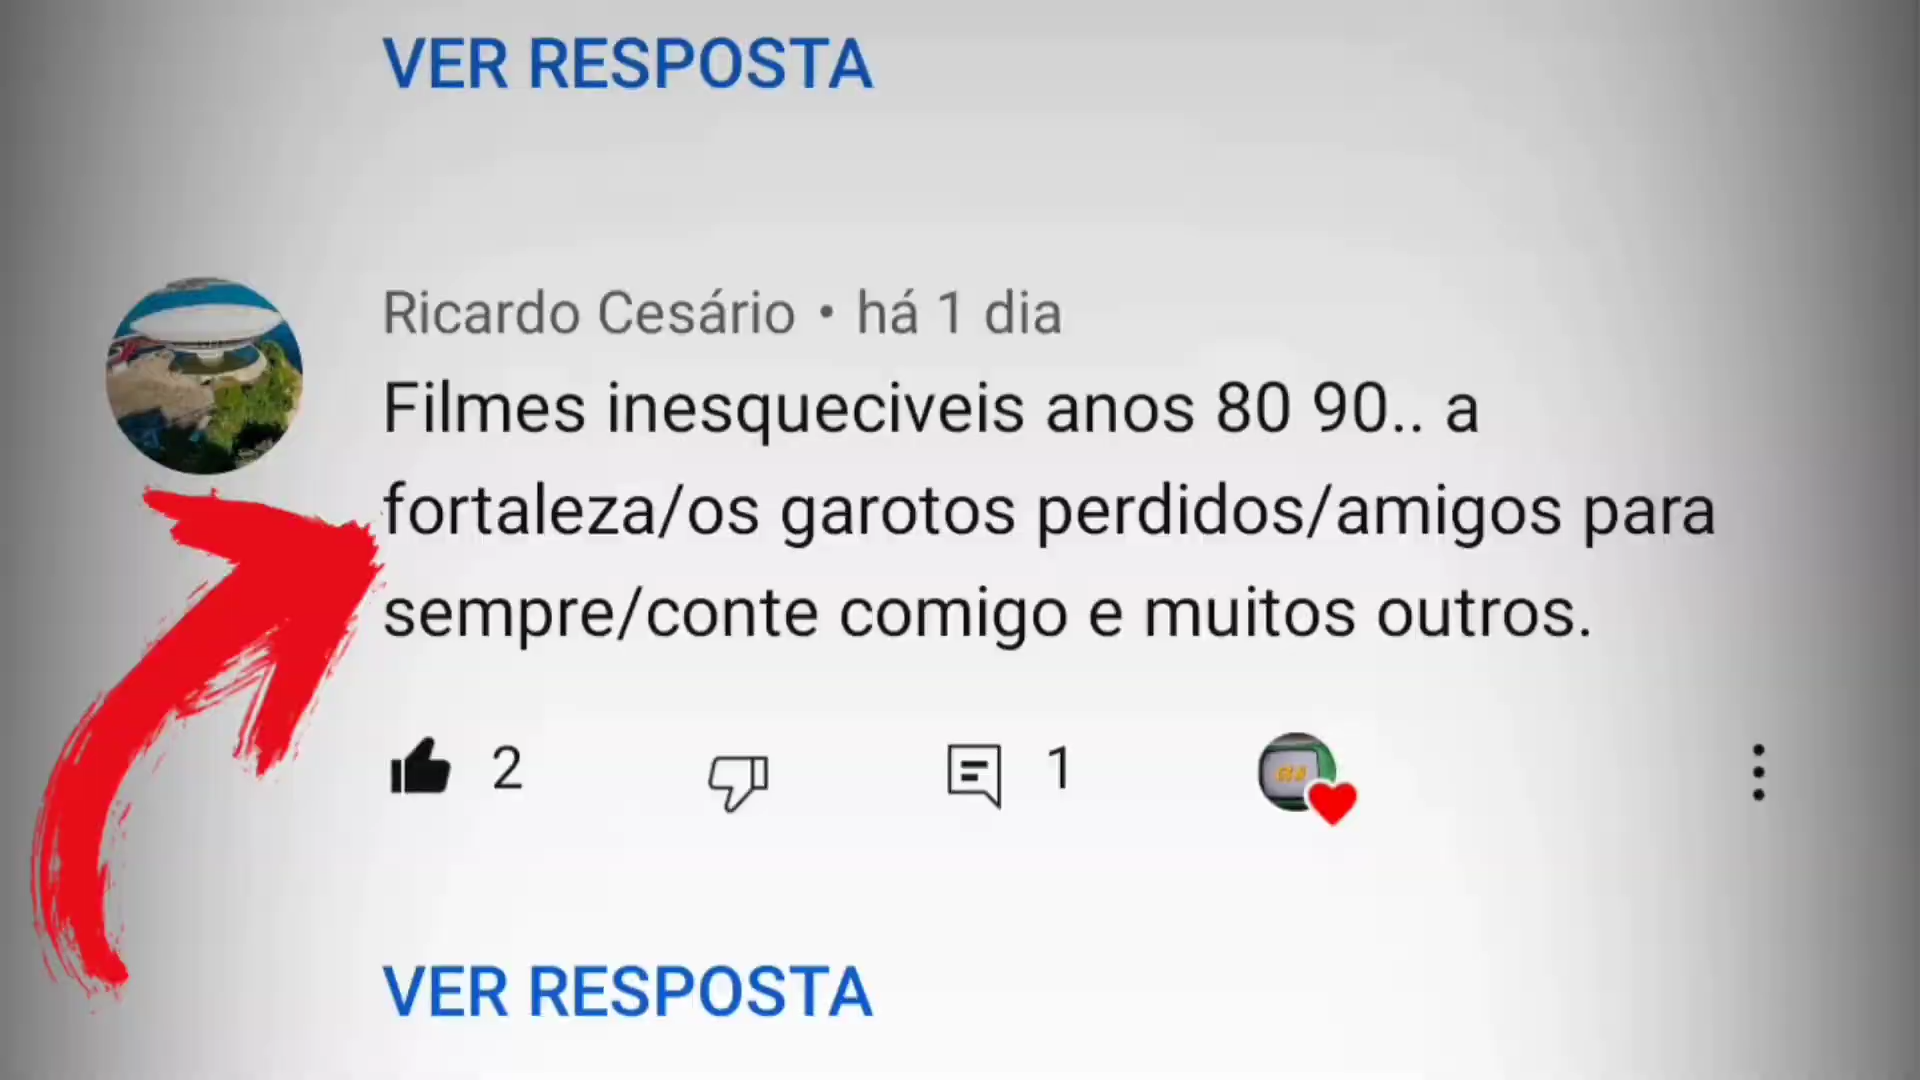 VER RESPOSTA
Ricardo Cesário • há 1 dia
Filmes inesqueciveis anos 80 90.. a
fortaleza/os garotos perdidos/amigos para
sempre/conte comigo e muitos outros.
2
1
VER RESPOSTA